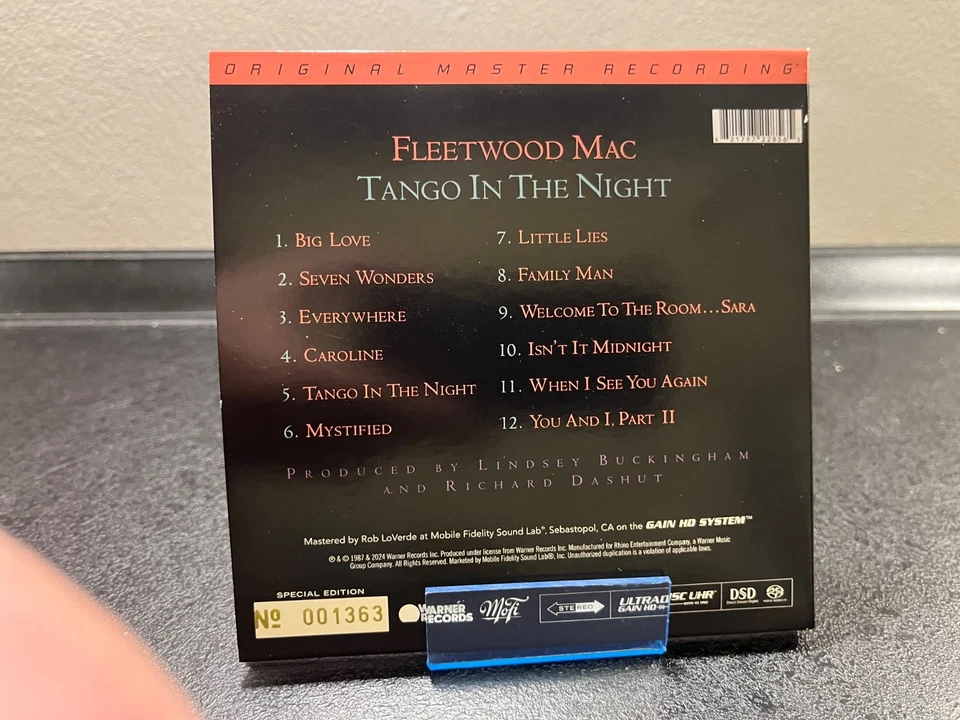 ORIGINAL MASTER RECORDING
FLEETWOOD MAC
TANGO IN THE NIGHT
1. BIG LOVE
2. SEVEN WONDERS
3. EVERYWHERE
4. CAROLINE
5. TANGO IN THE NIGHT
6. MYSTIFIED
7. LITTLE LIES
8. FAMILY MAN
9. WELCOME TO THE ROOM...SARA
10. ISN'T IT MIDNIGHT
11. WHEN I SEE YOU AGAIN
12. YOU AND I, PART II
PRODUCED BY LINDSEY BUCKINGHAM
AND RICHARD DASHUT
Mastered by Rob LoVerde at Mobile Fidelity Sound Lab®, Sebastopol, CA on the GAIN HD SYSTEM™
℗ & © 1987 & 2024 Warner Records Inc. Produced under license from Warner Records Inc. Manufactured for Rhino Entertainment Company, a Warner Music
Group Company. All Rights Reserved. Marketed by Mobile Fidelity Sound Lab®, Inc. Unauthorized duplication is a violation of applicable laws.
SPECIAL EDITION
Nº 001363
WARNER RECORDS
MoFi
STEREO
GAIN HD
UHR
DSD
Direct Stream Digital